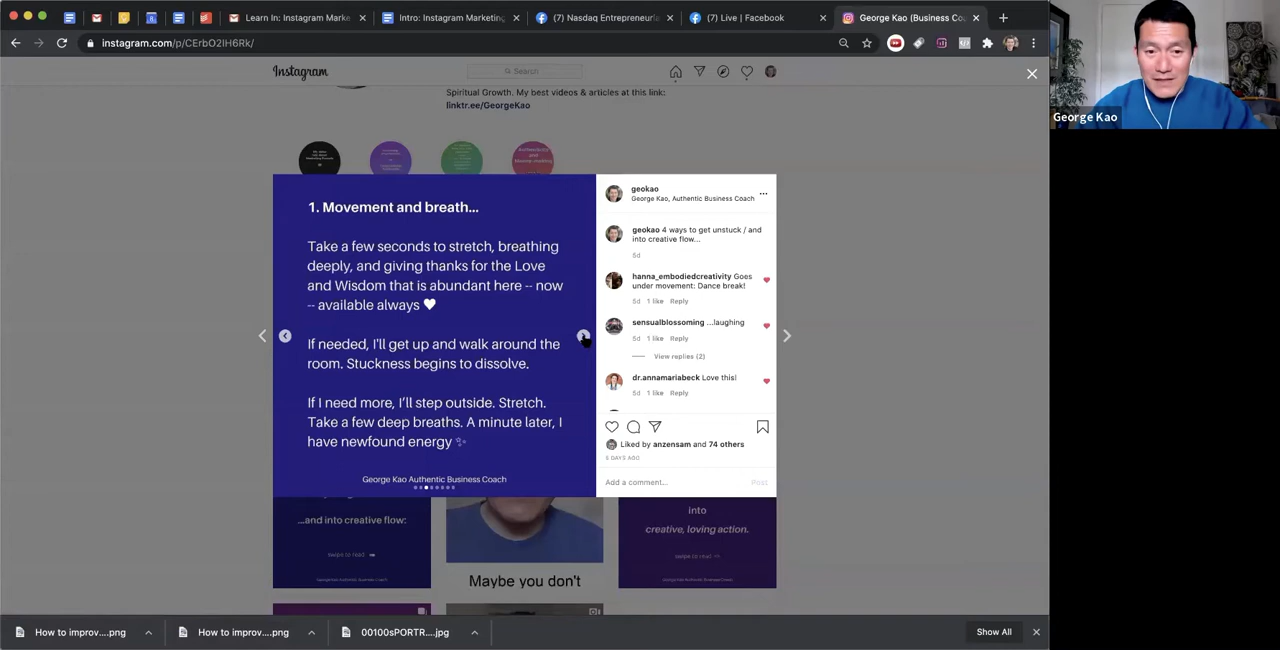 Learn In: Instagram Marke
Intro: Instagram Marketing
(7) Nasdaq Entrepreneuria
(7) Live | Facebook
George Kao (Business Co
instagram.com/p/CErbO2IH6Rk/
Instagram
Search
Spiritual Growth. My best videos & articles at this link:
linktr.ee/GeorgeKao
George Kao
1. Movement and breath...
Take a few seconds to stretch, breathing
deeply, and giving thanks for the Love
and Wisdom that is abundant here -- now
-- available always ♥
If needed, I'll get up and walk around the
room. Stuckness begins to dissolve.
If I need more, I'll step outside. Stretch.
Take a few deep breaths. A minute later, I
have newfound energy ✨
George Kao Authentic Business Coach
geokao
George Kao, Authentic Business Coach
geokao 4 ways to get unstuck / and
into creative flow...
5d
hanna_embodiedcreativity Goes
under movement: Dance break!
5d 1 like Reply
sensualblossoming ...laughing
5d 1 like Reply
View replies (2)
dr.annamariabeck Love this!
5d 1 like Reply
Liked by anzensam and 74 others
5 DAYS AGO
Add a comment...
Post
...and into creative flow:
swipe to read
Maybe you don't
into
creative, loving action.
swipe to read
How to improv....png
How to improv....png
00100sPORTR....jpg
Show All